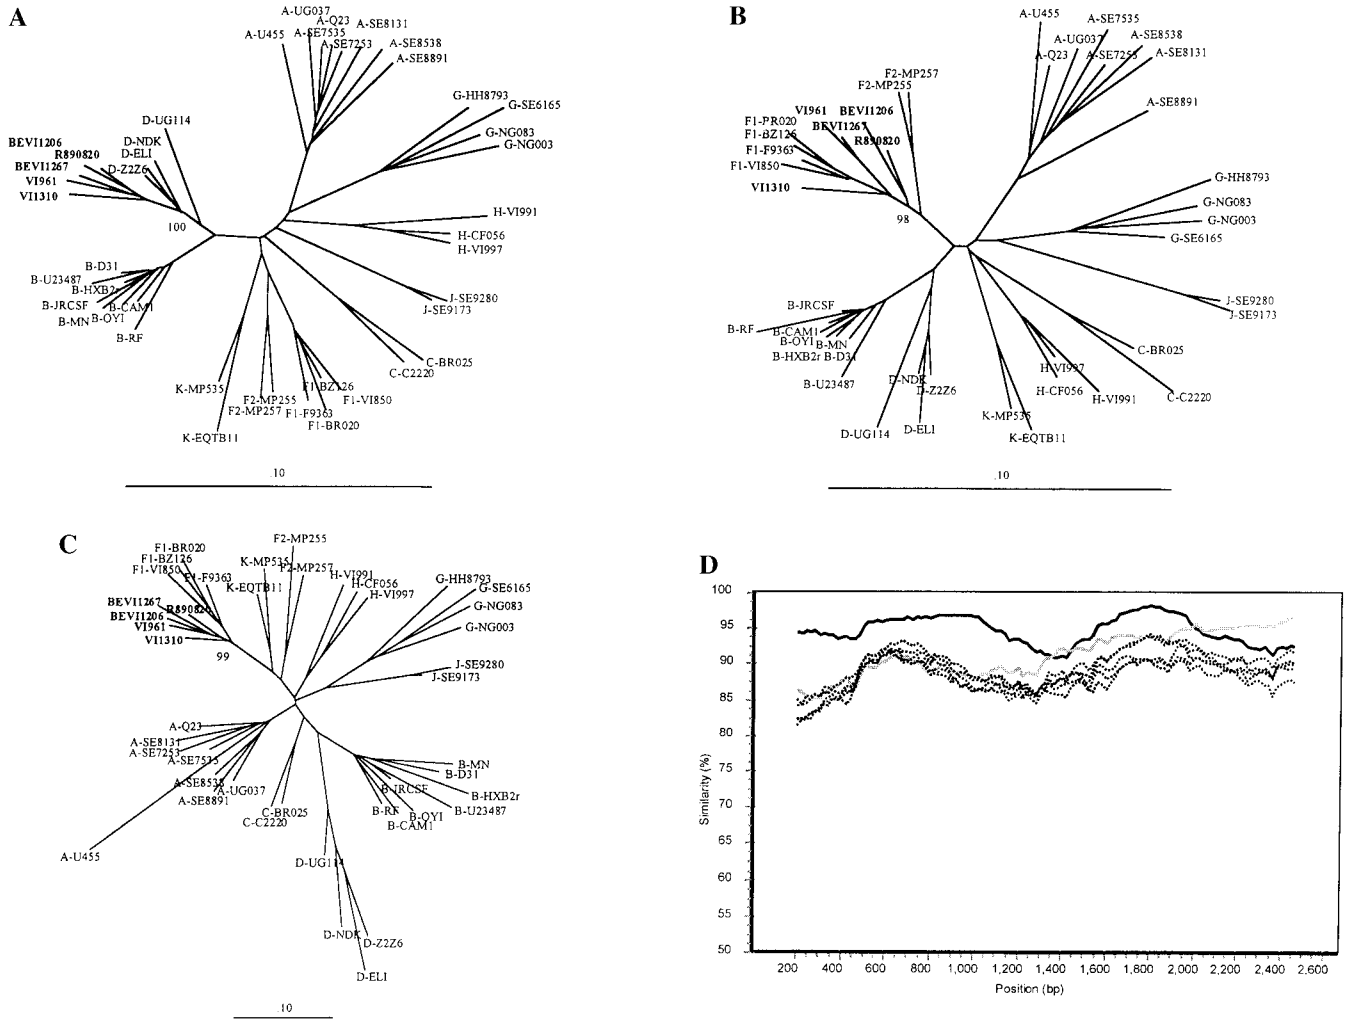 A
A-UG037
A-Q23
A-SE8131
A-U455
A-SE7535
A-SE7253
A-SE8538
A-SE8891
G-HH8793
G-SE6165
G-NG083
G-NG003
D-UG114
BEVI1206
D-NDK
D-ELI
R890820
BEVI1267
D-Z2Z6
VI961
VI1310
100
H-VI991
H-CF056
H-VI997
B-D31
B-U23487
B-HXB2r
B-JRCSF
B-CAM1
B-MN
B-OYI
B-RF
J-SE9280
J-SE9173
C-BR025
C-C2220
K-MP535
F1-BZ126
F2-MP255
F1-VI850
F2-MP257
F1-F9363
F1-BR020
K-EQTB11
.10
B
A-U455
A-SE7535
A-UG037
A-SE8538
A-Q23
A-SE7253
A-SE8131
F2-MP257
F2-MP255
A-SE8891
VI961
BEVI1206
F1-PR020
BEVI1267
F1-BZ126
R890820
F1-F9363
F1-VI850
VI1310
98
G-HH8793
G-NG083
G-NG003
G-SE6165
B-JRCSF
B-RF
B-CAM1
B-OYI
B-MN
B-HXB2r
B-D31
B-U23487
D-NDK
D-Z2Z6
D-UG114
D-ELI
J-SE9280
J-SE9173
C-BR025
H-VI997
H-CF056
H-VI991
C-C2220
K-MP535
K-EQTB11
.10
C
F1-BR020
F1-BZ126
F1-VI850
F1-F9363
F2-MP255
K-MP535
F2-MP257
K-EQTB11
H-VI991
H-CF056
H-VI997
G-HH8793
G-SE6165
G-NG083
G-NG003
BEVI1267
R890820
BEVI1206
VI961
VI1310
99
J-SE9280
J-SE9173
A-Q23
A-SE8131
A-SE7253
A-SE7535
A-SE8538
A-UG037
A-SE8891
A-U455
C-BR025
C-C2220
B-MN
B-D31
B-JRCSF
B-HXB2r
B-RF
B-OYI
B-U23487
B-CAM1
D-UG114
D-NDK
D-Z2Z6
D-ELI
.10
D
100
95
90
85
80
75
70
65
60
55
50
Similarity (%)
200 400 600 800 1,000 1,200 1,400 1,600 1,800 2,000 2,200 2,400 2,600
Position (bp)